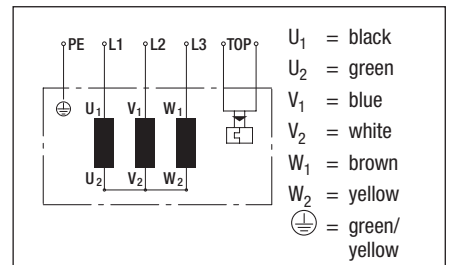 PE L1 L2 L3 TOP
U1 V1 W1
U2 V2 W2
U1 = black
U2 = green
V1 = blue
V2 = white
W1 = brown
W2 = yellow
⏚ = green/
yellow